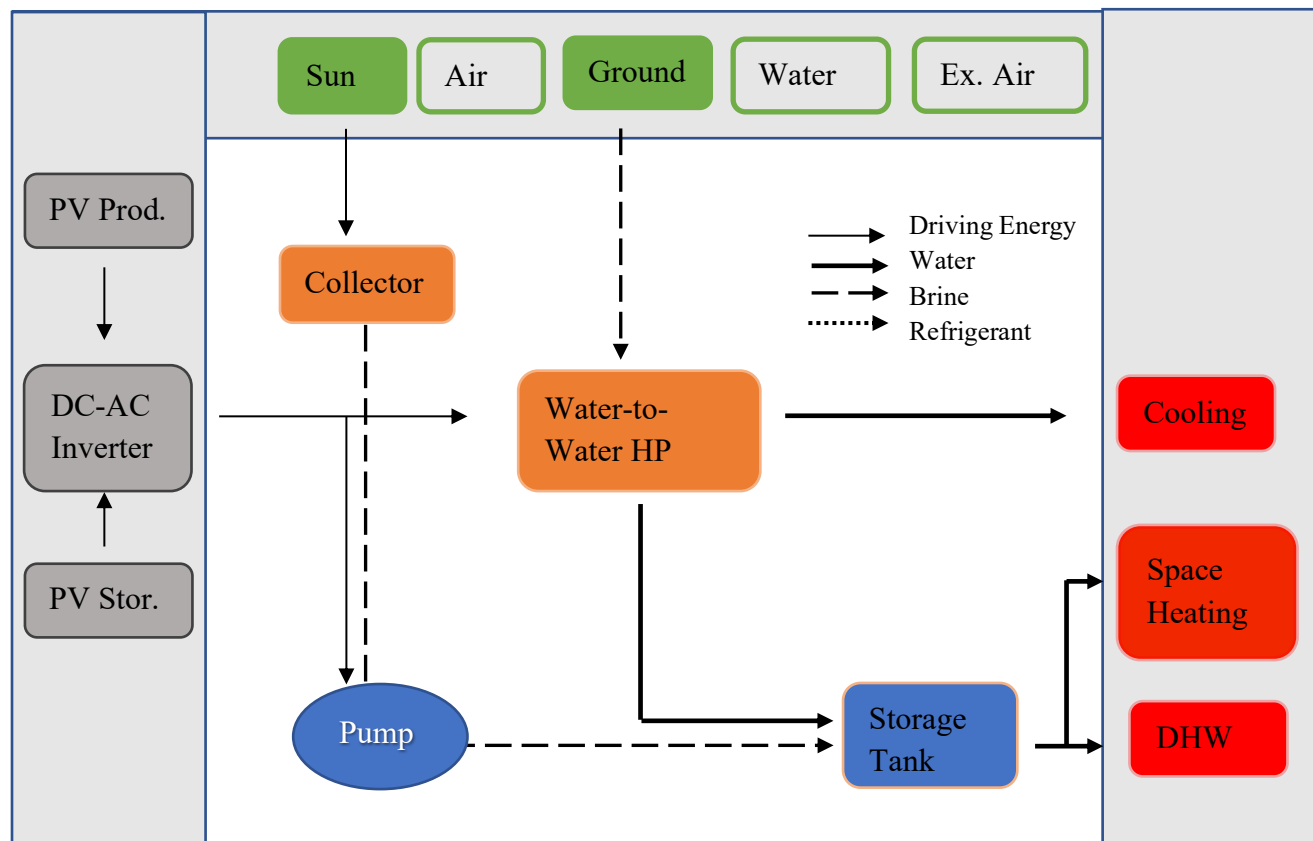 Sun
Air
Ground
Water
Ex. Air
PV Prod.
Driving Energy
Water
Brine
Refrigerant
Collector
DC-AC
Inverter
Water-to-
Water HP
Cooling
PV Stor.
Space
Heating
Pump
Storage
Tank
DHW